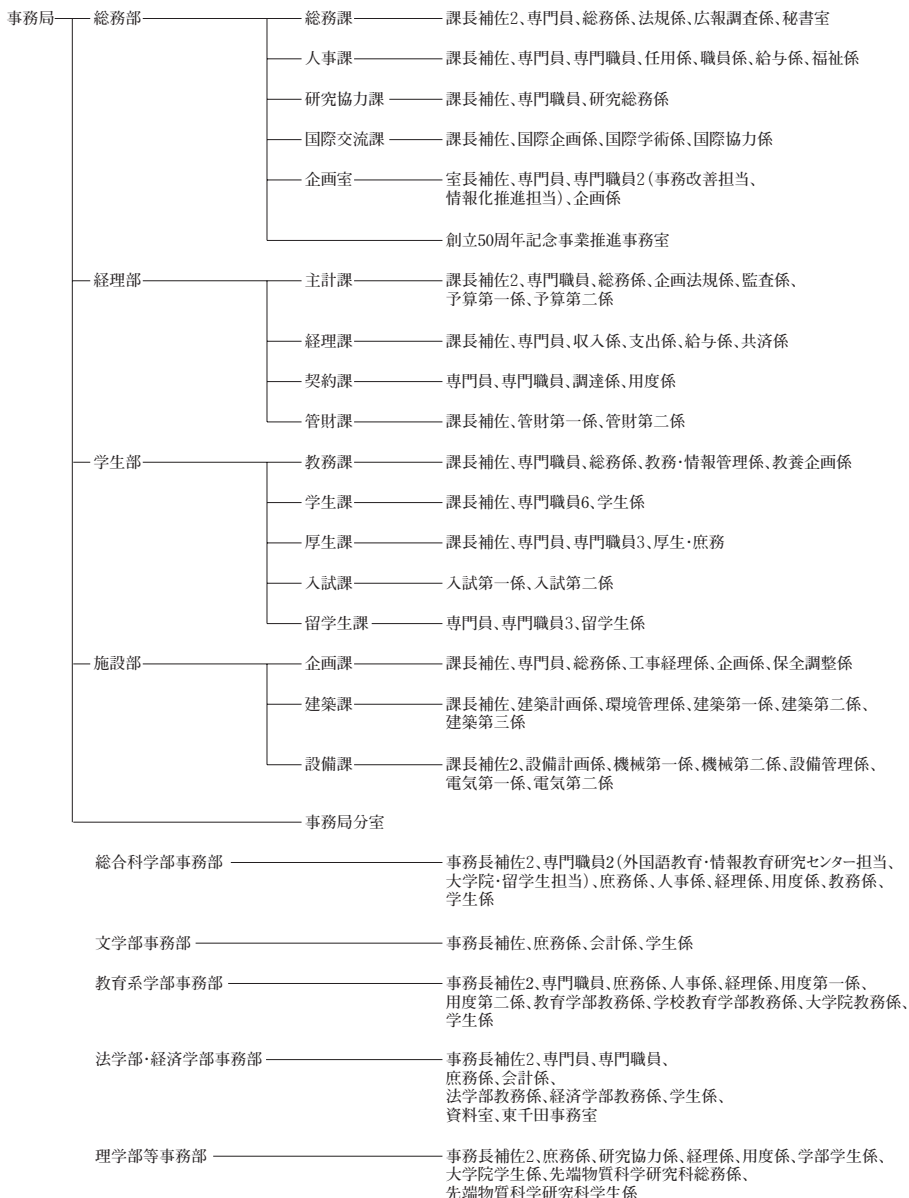 事務局 総務部 総務課 課長補佐2、専門員、総務係、法規係、広報調査係、秘書室
人事課 課長補佐、専門員、専門職員、任用係、職員係、給与係、福祉係
研究協力課 課長補佐、専門職員、研究総務係
国際交流課 課長補佐、国際企画係、国際学術係、国際協力係
企画室 室長補佐、専門員、専門職員2(事務改善担当、
情報化推進担当)、企画係
創立50周年記念事業推進事務室
経理部 主計課 課長補佐2、専門職員、総務係、企画法規係、監査係、
予算第一係、予算第二係
経理課 課長補佐、専門員、収入係、支出係、給与係、共済係
契約課 専門員、専門職員、調達係、用度係
管財課 課長補佐、管財第一係、管財第二係
学生部 教務課 課長補佐、専門職員、総務係、教務・情報管理係、教養企画係
学生課 課長補佐、専門職員6、学生係
厚生課 課長補佐、専門員、専門職員3、厚生・庶務
入試課 入試第一係、入試第二係
留学生課 専門員、専門職員3、留学生係
施設部 企画課 課長補佐、専門員、総務係、工事経理係、企画係、保全調整係
建築課 課長補佐、建築計画係、環境管理係、建築第一係、建築第二係、
建築第三係
設備課 課長補佐2、設備計画係、機械第一係、機械第二係、設備管理係、
電気第一係、電気第二係
事務局分室
総合科学部事務部 事務長補佐2、専門職員2(外国語教育・情報教育研究センター担当、
大学院・留学生担当)、庶務係、人事係、経理係、用度係、教務係、
学生係
文学部事務部 事務長補佐、庶務係、会計係、学生係
教育系学部事務部 事務長補佐2、専門職員、庶務係、人事係、経理係、用度第一係、
用度第二係、教育学部教務係、学校教育学部教務係、大学院教務係、
学生係
法学部・経済学部事務部 事務長補佐2、専門員、専門職員、
庶務係、会計係、
法学部教務係、経済学部教務係、学生係、
資料室、東千田事務室
理学部等事務部 事務長補佐2、庶務係、研究協力係、経理係、用度係、学部学生係、
大学院学生係、先端物質科学研究科総務係、
先端物質科学研究科学生係